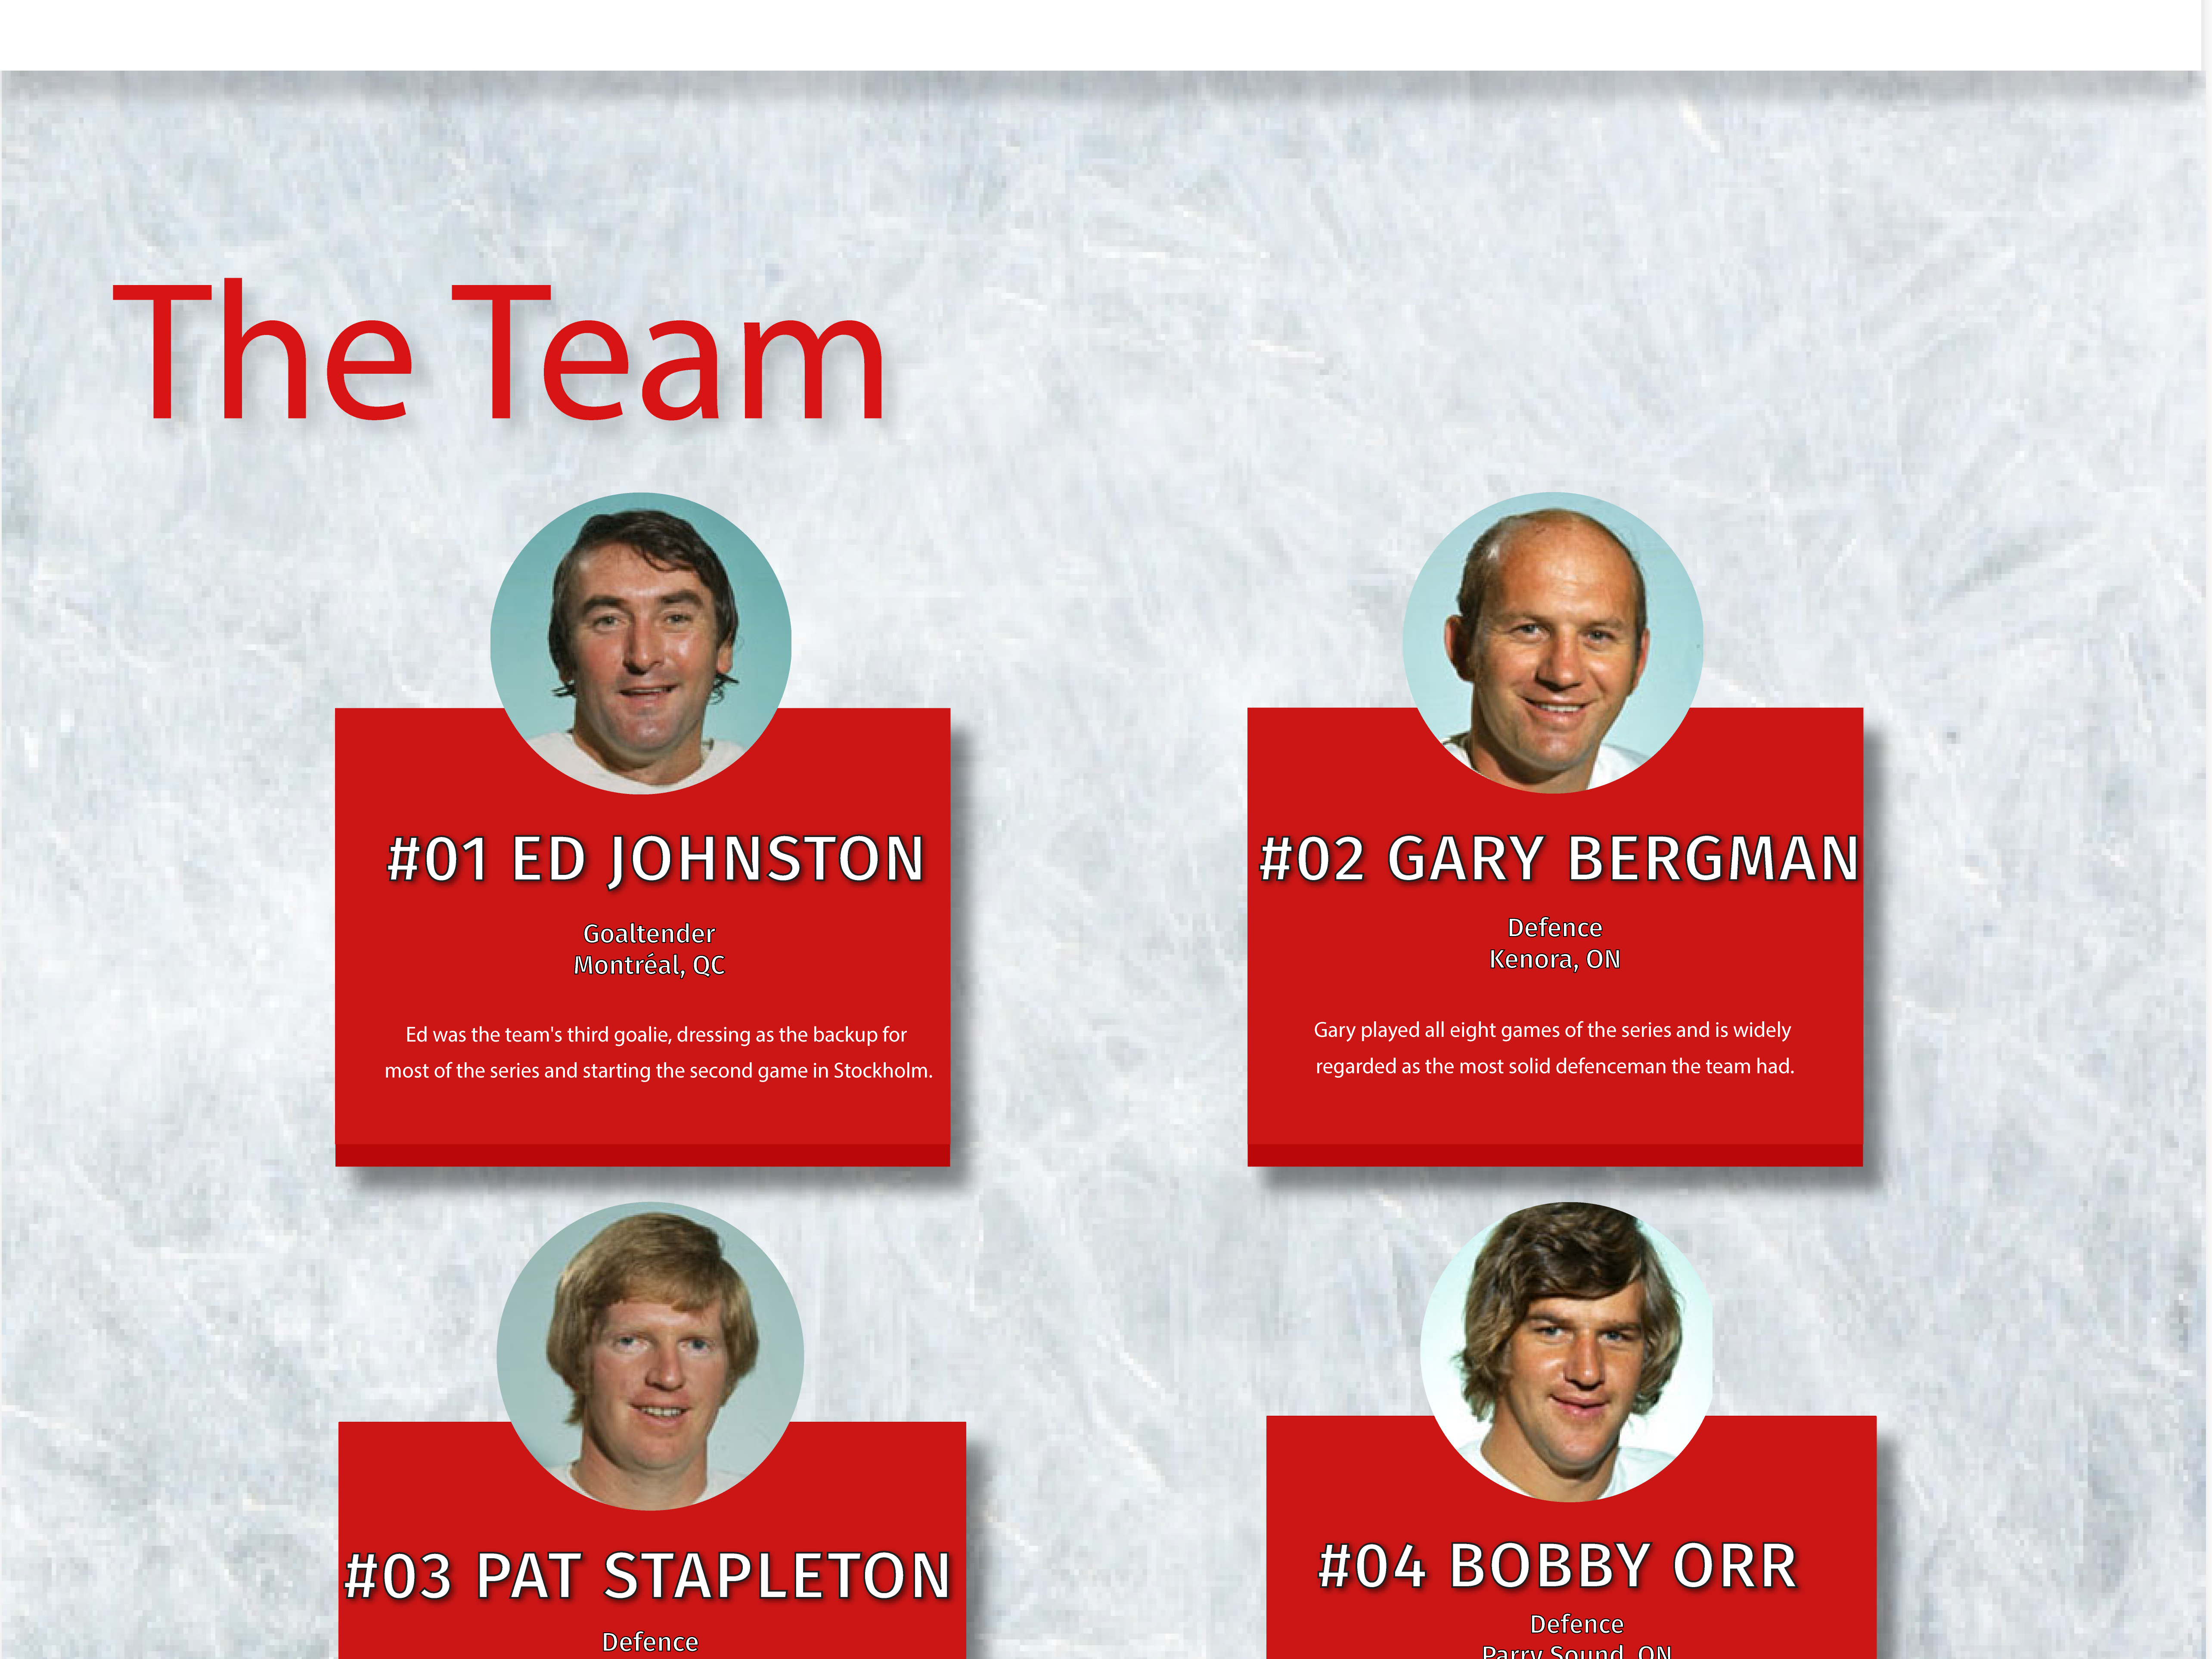 The Team
#01 ED JOHNSTON
Goaltender
Montréal, QC
Ed was the team's third goalie, dressing as the backup for
most of the series and starting the second game in Stockholm.
#02 GARY BERGMAN
Defence
Kenora, ON
Gary played all eight games of the series and is widely
regarded as the most solid defenceman the team had.
#03 PAT STAPLETON
Defence
#04 BOBBY ORR
Defence
Parry Sound, ON